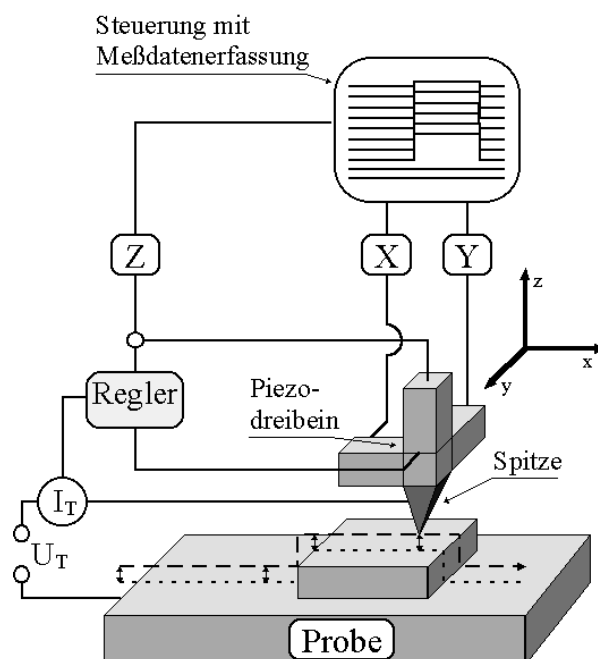 Steuerung mit
Meßdatenerfassung
Z
X
Y
z
x
y
Regler
Piezo-
dreibein
Spitze
I_T
U_T
Probe